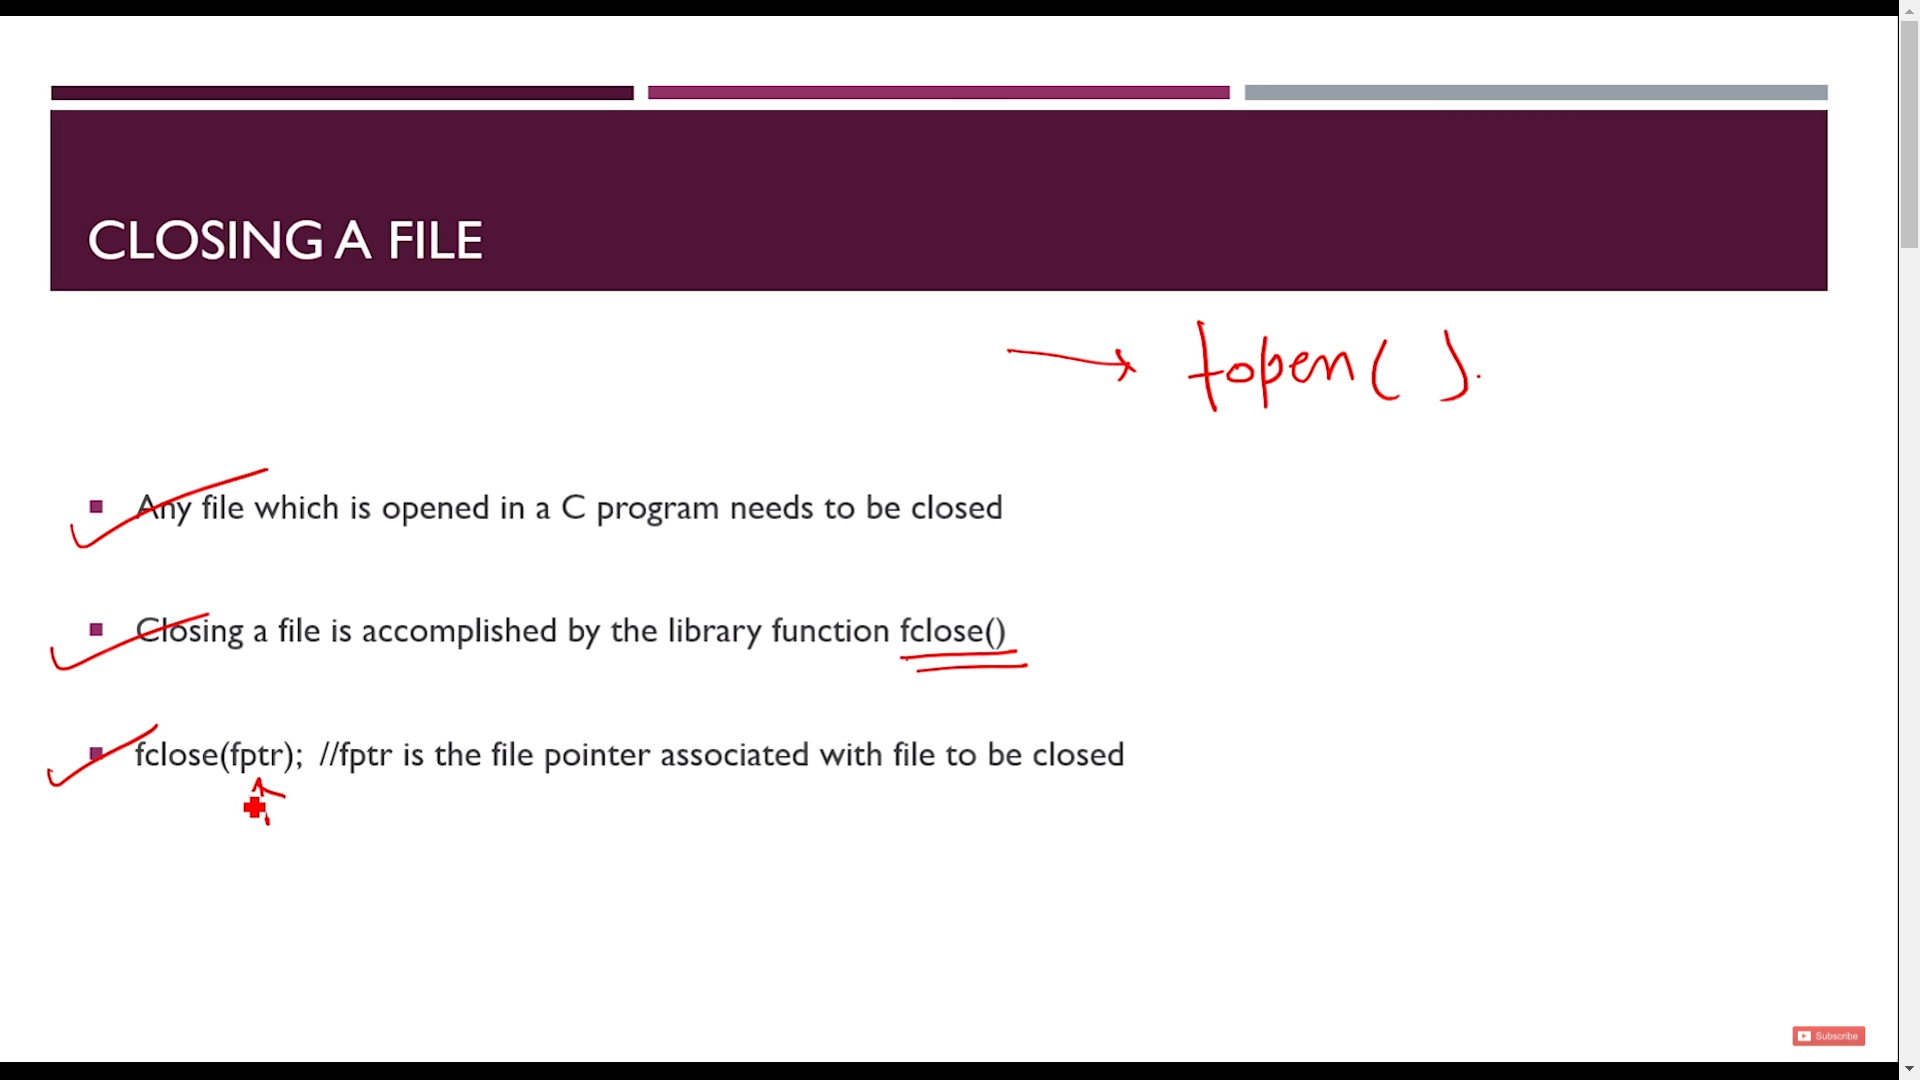 CLOSING A FILE
fopen( ).
Any file which is opened in a C program needs to be closed
Closing a file is accomplished by the library function fclose()
fclose(fptr); //fptr is the file pointer associated with file to be closed
Subscribe